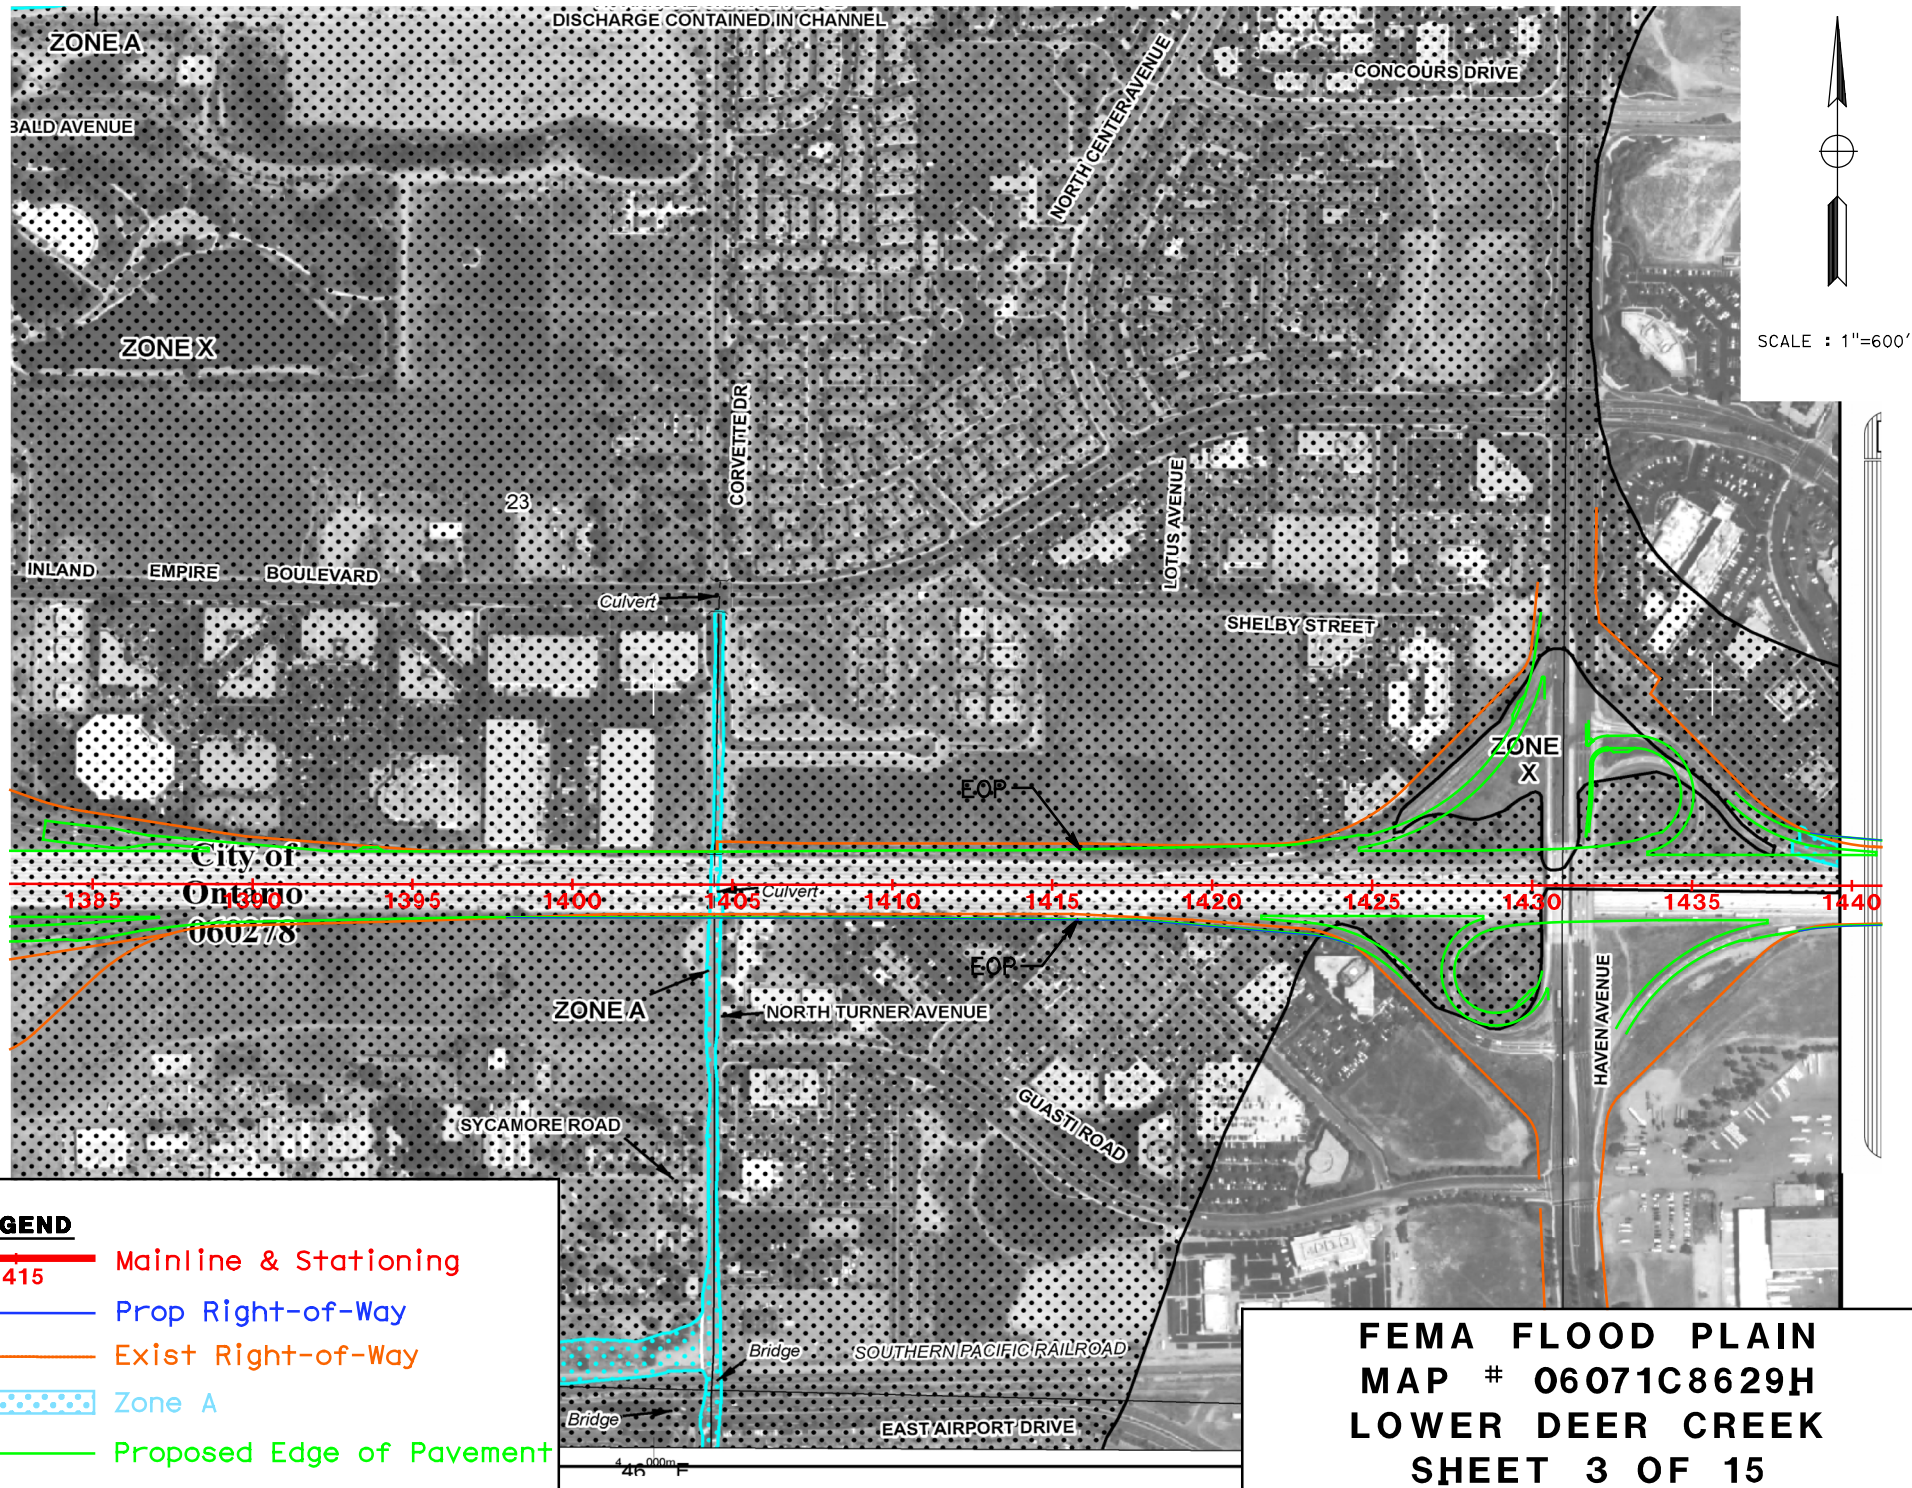 DISCHARGE CONTAINED IN CHANNEL
ZONE A
CONCOURS DRIVE
NORTH CENTER AVENUE
BALD AVENUE
SCALE : 1"=600'
ZONE X
CORVETTE DR
LOTUS AVENUE
23
INLAND EMPIRE BOULEVARD
Culvert
SHELBY STREET
ZONE
X
EOP
City of
Ontario
060278
Culvert
1385 1390 1395 1400 1405 1410 1415 1420 1425 1430 1435 1440
EOP
HAVEN AVENUE
ZONE A
NORTH TURNER AVENUE
GUASTI ROAD
SYCAMORE ROAD
GEND
415
Mainline & Stationing
Prop Right-of-Way
Exist Right-of-Way
Zone A
Proposed Edge of Pavement
Bridge
SOUTHERN PACIFIC RAILROAD
Bridge
EAST AIRPORT DRIVE
446000m E
FEMA FLOOD PLAIN
MAP # 06071C8629H
LOWER DEER CREEK
SHEET 3 OF 15